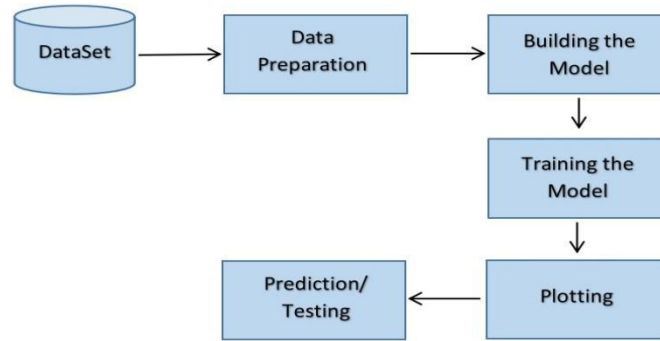 DataSet
Data
Preparation
Building the
Model
Training the
Model
Plotting
Prediction/
Testing